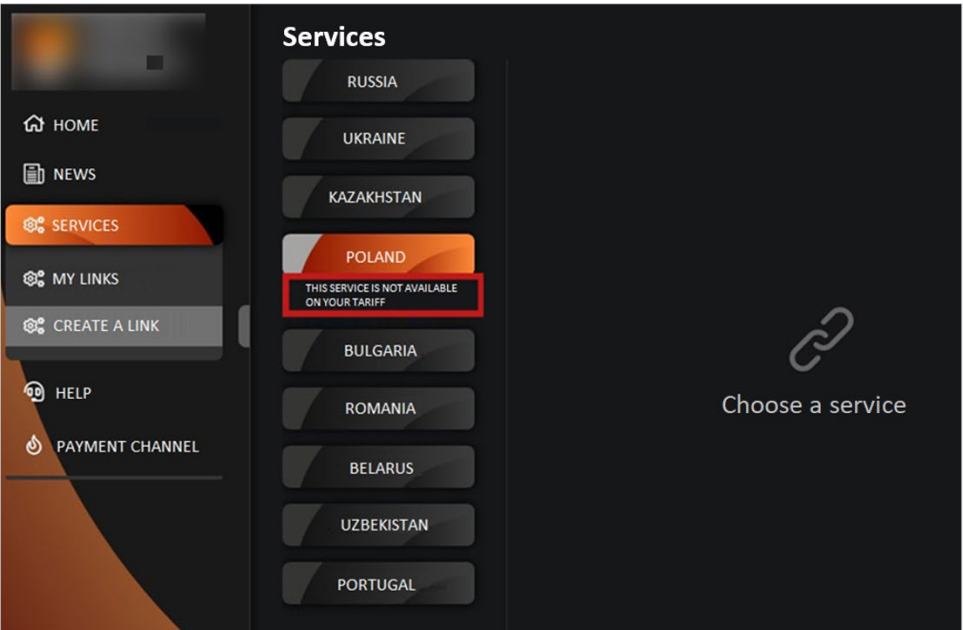 Services
HOME
NEWS
SERVICES
MY LINKS
CREATE A LINK
HELP
PAYMENT CHANNEL
RUSSIA
UKRAINE
KAZAKHSTAN
POLAND
THIS SERVICE IS NOT AVAILABLE
ON YOUR TARIFF
BULGARIA
ROMANIA
BELARUS
UZBEKISTAN
PORTUGAL
Choose a service